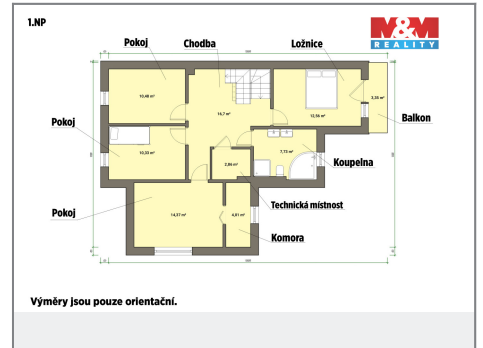 1.NP
M&M
REALITY
Pokoj
Chodba
Ložnice
10,46 m²
16,7 m²
12,56 m²
3,35 m²
Balkon
Pokoj
10,33 m²
7,73 m²
2,86 m²
Koupelna
Technická místnost
Pokoj
14,57 m²
4,81 m²
Komora
Výměry jsou pouze orientační.